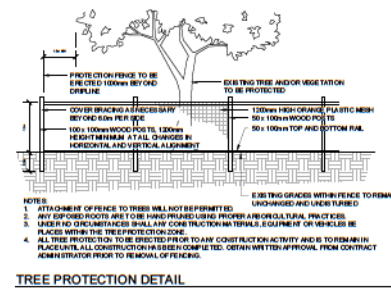 PROTECTION FENCE TO BE
ERECTED 1000mm BEYOND
DRIPLINE
EXISTING TREE AND/OR VEGETATION
TO BE PROTECTED
COVER BRACING AS NECESSARY
BEYOND 6.0m PER SIDE
100 x 100mm WOOD POSTS, 1200mm
HEIGHT MINIMUM AT ALL CHANGES IN
HORIZONTAL AND VERTICAL ALIGNMENT
1200mm HIGH ORANGE PLASTIC MESH
50 x 100mm WOOD POSTS
50 x 100mm TOP AND BOTTOM RAIL
EXISTING GRADES WITHIN FENCE TO REMA
UNCHANGED AND UNDISTURBED
NOTES:
1. ATTACHMENT OF FENCE TO TREES WILL NOT BE PERMITTED.
2. ANY EXPOSED ROOTS ARE TO BE HAND PRUNED USING PROPER ARBORICULTURAL PRACTICES.
3. UNDER NO CIRCUMSTANCES SHALL ANY CONSTRUCTION MATERIALS, EQUIPMENT OR VEHICLES BE
PLACES WITHIN THE TREE PROTECTION ZONE.
4. ALL TREE PROTECTION TO BE ERECTED PRIOR TO ANY CONSTRUCTION ACTIVITY AND IS TO REMAIN IN
PLACE UNTIL ALL CONSTRUCTION HAS BEEN COMPLETED. OBTAIN WRITTEN APPROVAL FROM CONTRACT
ADMINISTRATOR PRIOR TO REMOVAL OF FENCING.
TREE PROTECTION DETAIL